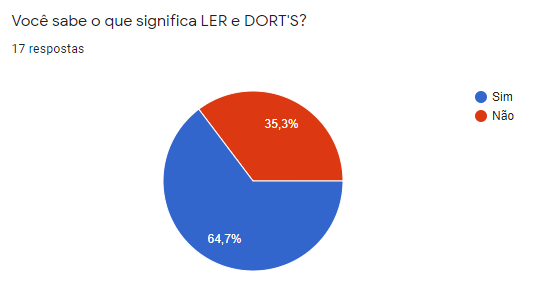 Você sabe o que significa LER e DORT'S?
17 respostas
Sim
Não
35,3%
64,7%